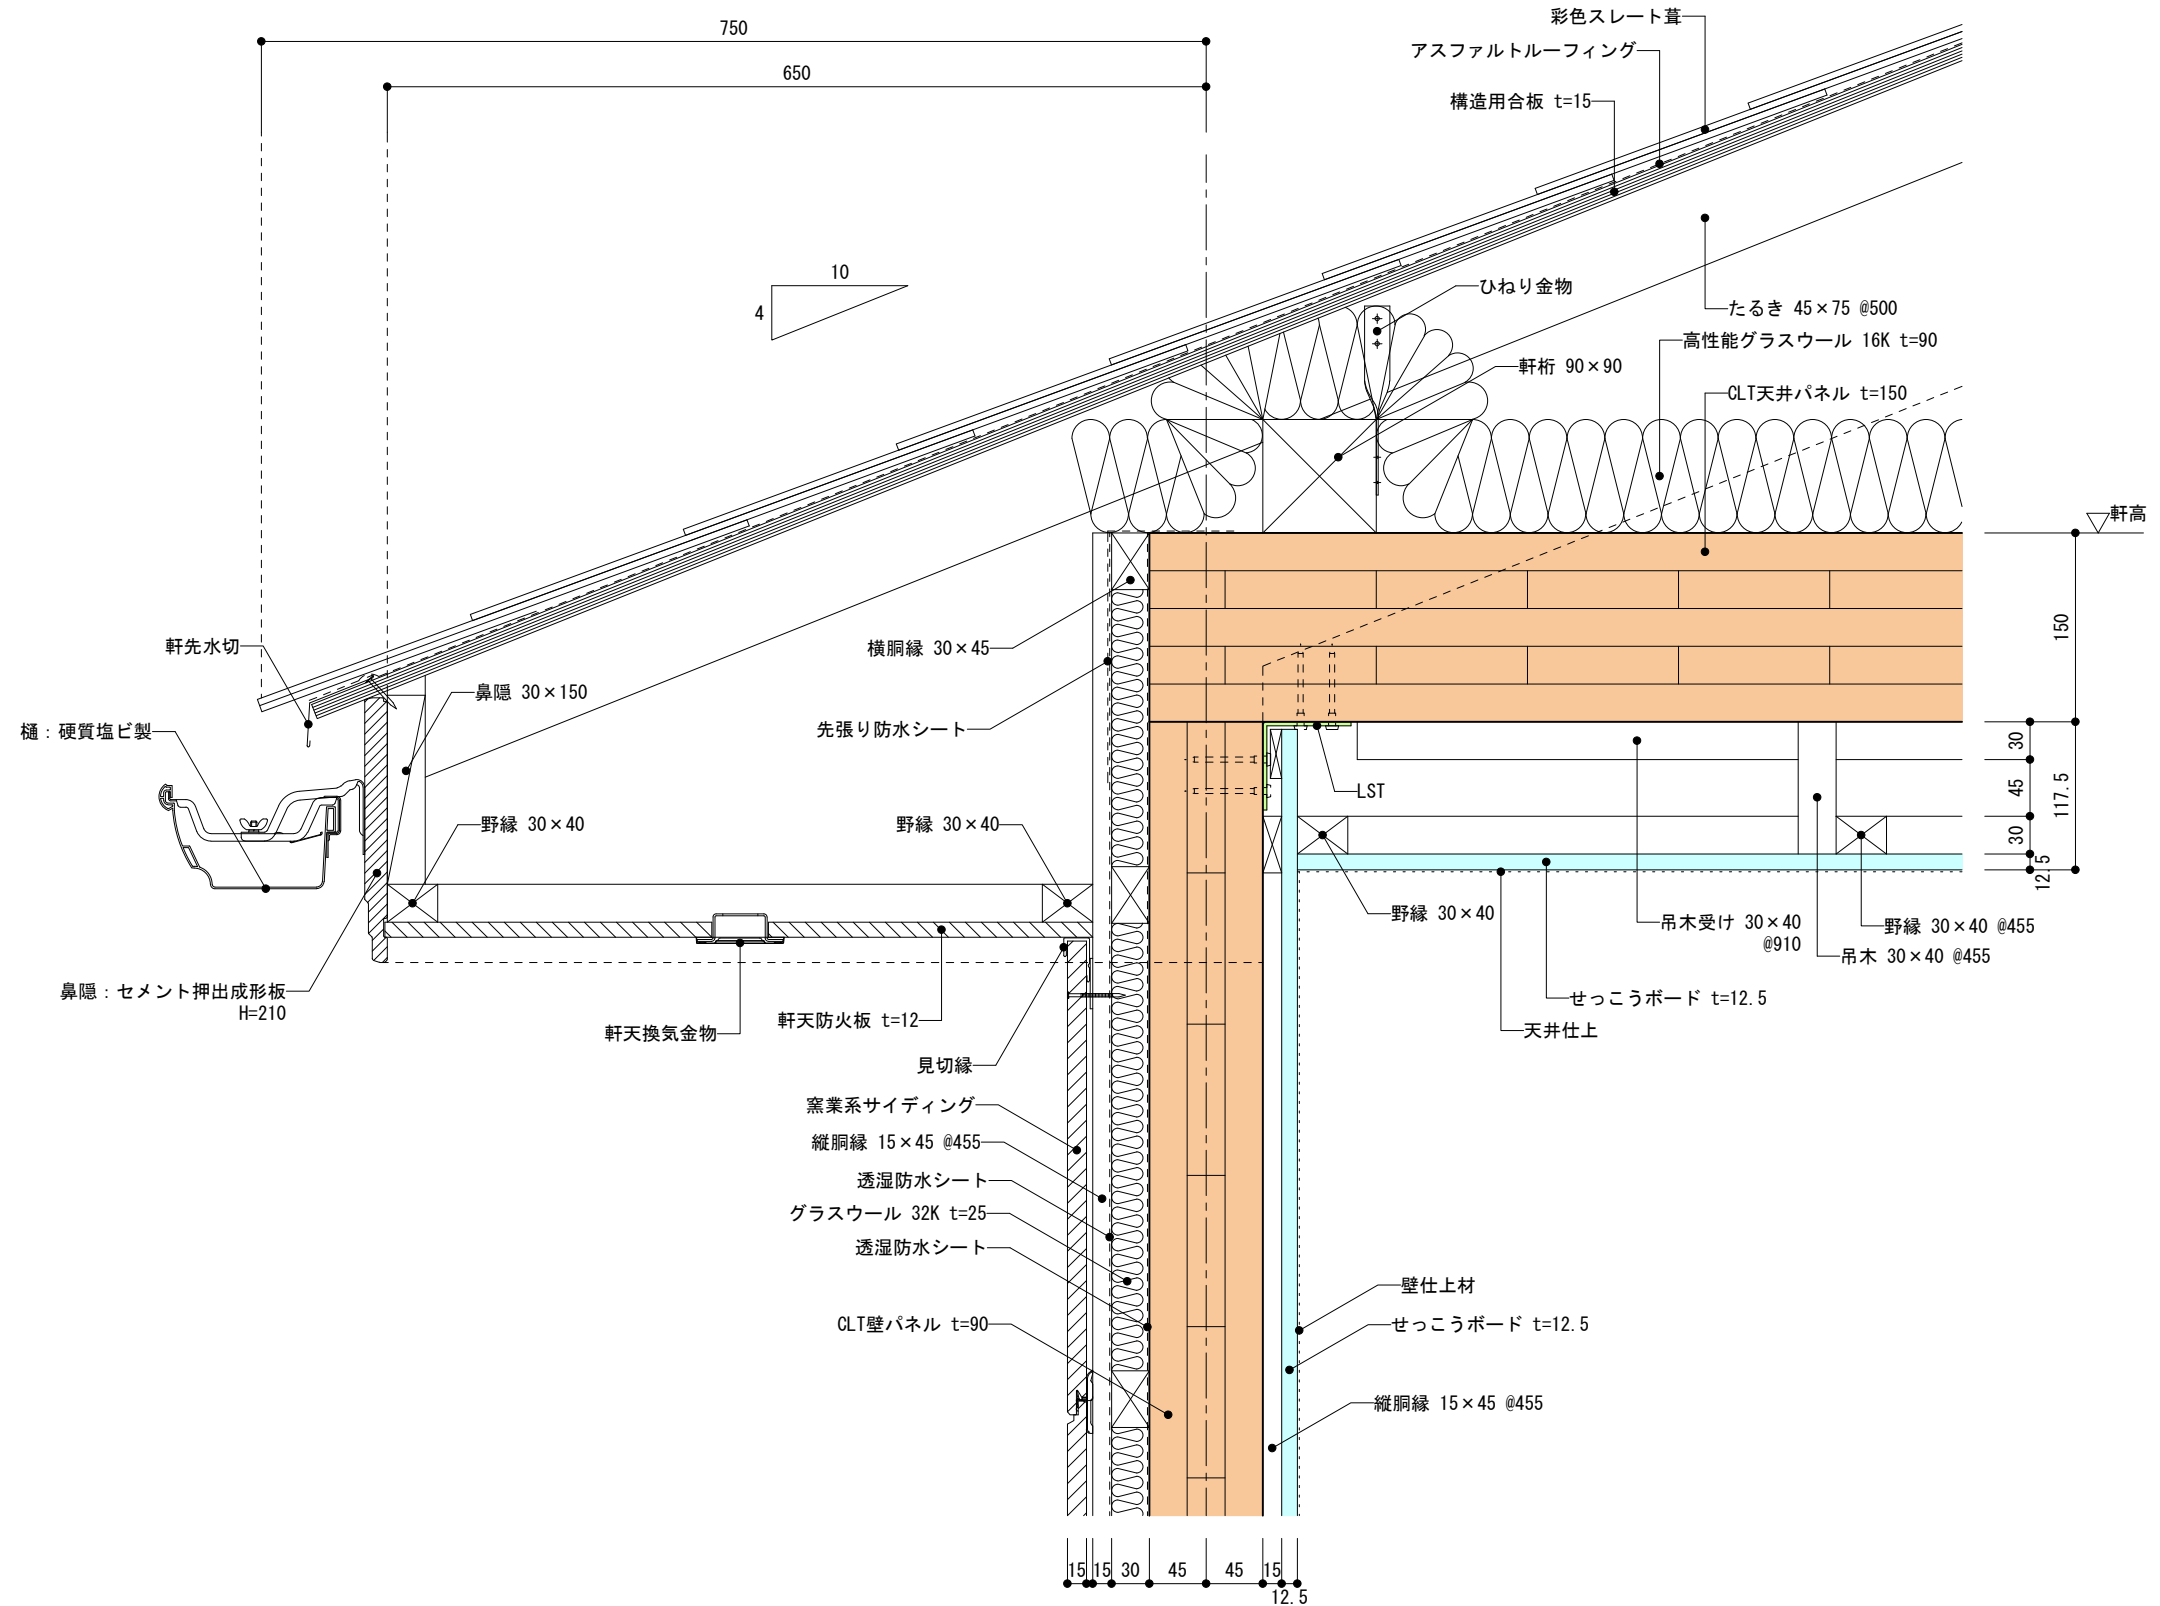 750
650
彩色スレート葺
アスファルトルーフィング
構造用合板 t=15
10
4
ひねり金物
たるき 45×75 @500
高性能グラスウール 16K t=90
軒桁 90×90
CLT天井パネル t=150
軒高
150
軒先水切
横胴縁 30×45
鼻隠 30×150
樋：硬質塩ビ製
先張り防水シート
30
45
117.5
30
12.5
LST
野縁 30×40
野縁 30×40
野縁 30×40
吊木受け 30×40
@910
野縁 30×40 @455
吊木 30×40 @455
鼻隠：セメント押出成形板
H=210
せっこうボード t=12.5
軒天換気金物
軒天防火板 t=12
天井仕上
見切縁
窯業系サイディング
縦胴縁 15×45 @455
透湿防水シート
グラスウール 32K t=25
透湿防水シート
壁仕上材
CLT壁パネル t=90
せっこうボード t=12.5
縦胴縁 15×45 @455
15
15
30
45
45
15
12.5